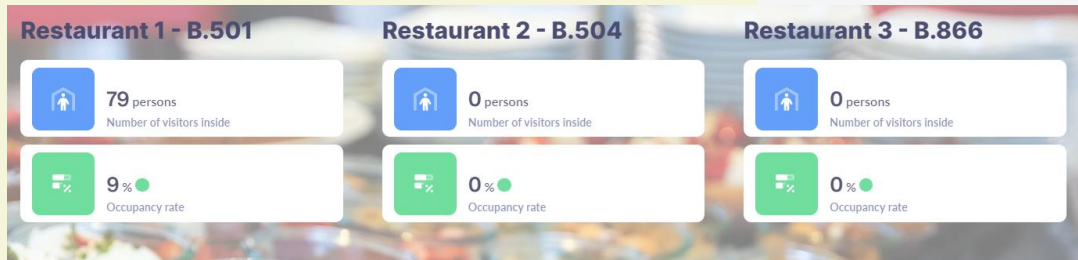 Restaurant 1 - B.501
79 persons
Number of visitors inside
9 %
Occupancy rate
Restaurant 2 - B.504
0 persons
Number of visitors inside
0 %
Occupancy rate
Restaurant 3 - B.866
0 persons
Number of visitors inside
0 %
Occupancy rate